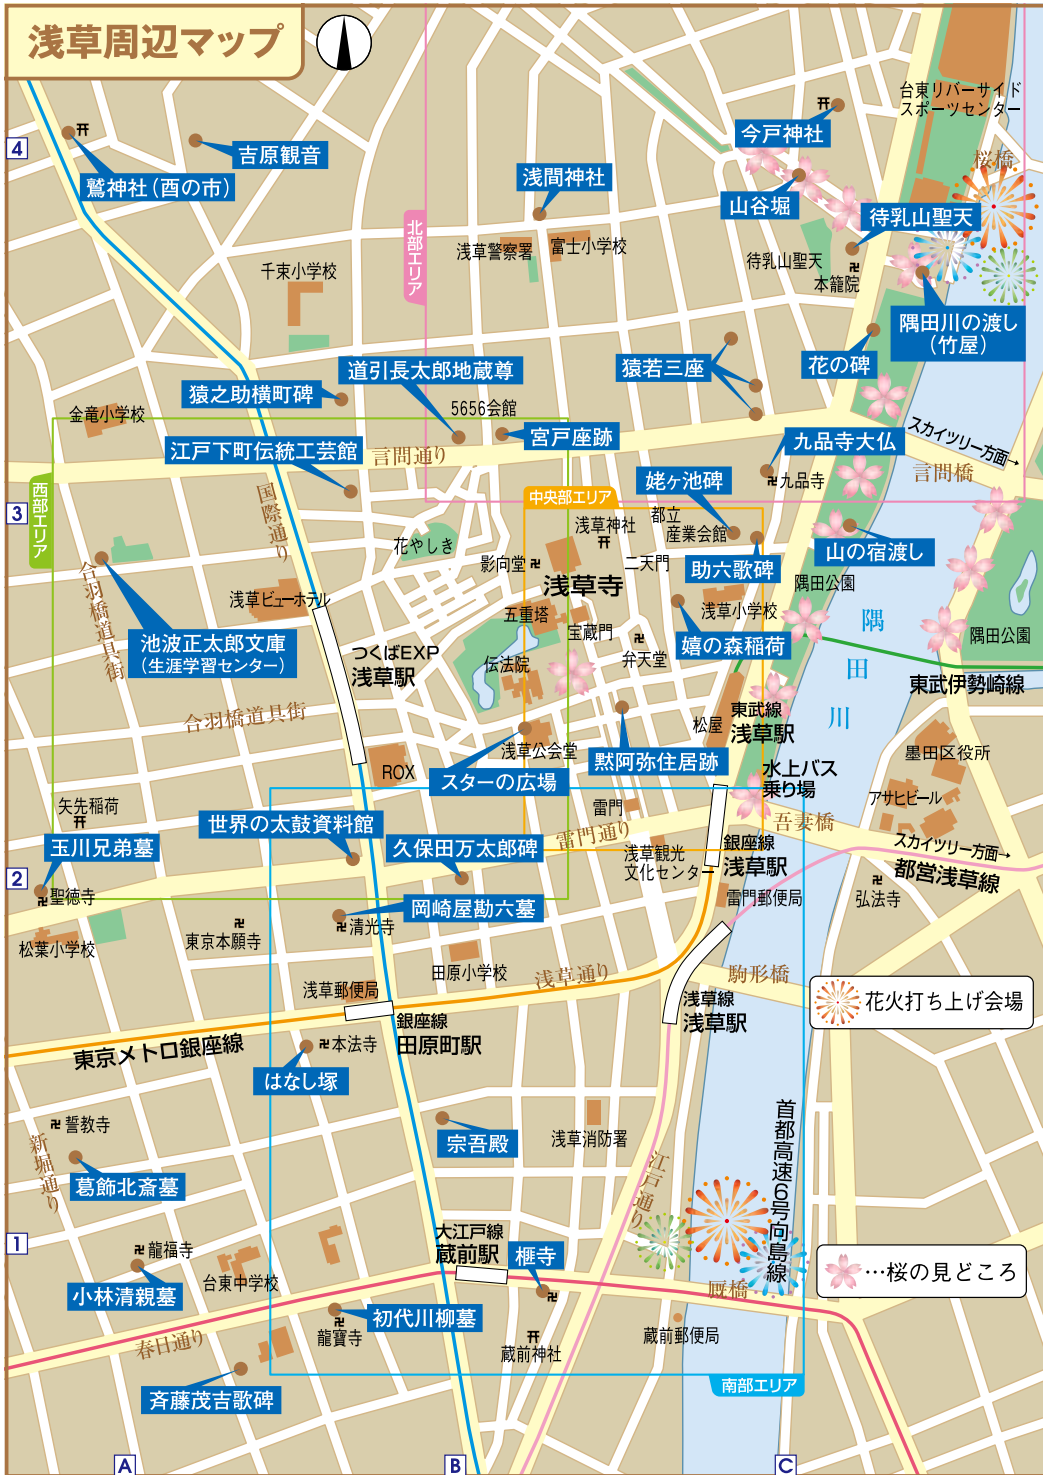 浅草周辺マップ
台東リバーサイド
スポーツセンター
桜橋
今戸神社
4
吉原観音
鷲神社(酉の市)
浅間神社
山谷堀
待乳山聖天
北部エリア
浅草警察署
富士小学校
待乳山聖天
本龍院
千束小学校
隅田川の渡し
(竹屋)
花の碑
猿若三座
道引長太郎地蔵尊
猿之助横町碑
5656会館
金竜小学校
宮戸座跡
九品寺大仏
スカイツリー方面→
言問橋
江戸下町伝統工芸館
言問通り
姥ヶ池碑
九品寺
西部エリア
国際通り
中央部エリア
3
浅草神社
都立
産業会館
山の宿渡し
花やしき
影向堂
二天門
助六歌碑
浅草寺
隅田公園
合羽橋道具街
浅草ビューホテル
五重塔
宝蔵門
浅草小学校
隅田川
隅田公園
池波正太郎文庫
(生涯学習センター)
つくばEXP
浅草駅
伝法院
弁天堂
嬉の森稲荷
東武伊勢崎線
合羽橋道具街
松屋
東武線
浅草駅
浅草公会堂
黙阿弥住居跡
墨田区役所
ROX
スターの広場
水上バス
乗り場
アサヒビール
矢先稲荷
世界の太鼓資料館
雷門
雷門通り
吾妻橋
玉川兄弟墓
久保田万太郎碑
浅草観光
文化センター
銀座線
浅草駅
スカイツリー方面→
都営浅草線
2
聖徳寺
岡崎屋勘六墓
雷門郵便局
弘法寺
松葉小学校
東京本願寺
清光寺
田原小学校
浅草通り
駒形橋
浅草郵便局
浅草線
浅草駅
花火打ち上げ会場
東京メトロ銀座線
銀座線
田原町駅
本法寺
はなし塚
誓教寺
新堀通り
宗吾殿
浅草消防署
首都高速6号向島線
葛飾北斎墓
江戸通り
1
龍福寺
大江戸線
蔵前駅
榧寺
…桜の見どころ
小林清親墓
台東中学校
厩橋
初代川柳墓
春日通り
龍寶寺
蔵前神社
蔵前郵便局
斉藤茂吉歌碑
南部エリア
A
B
C